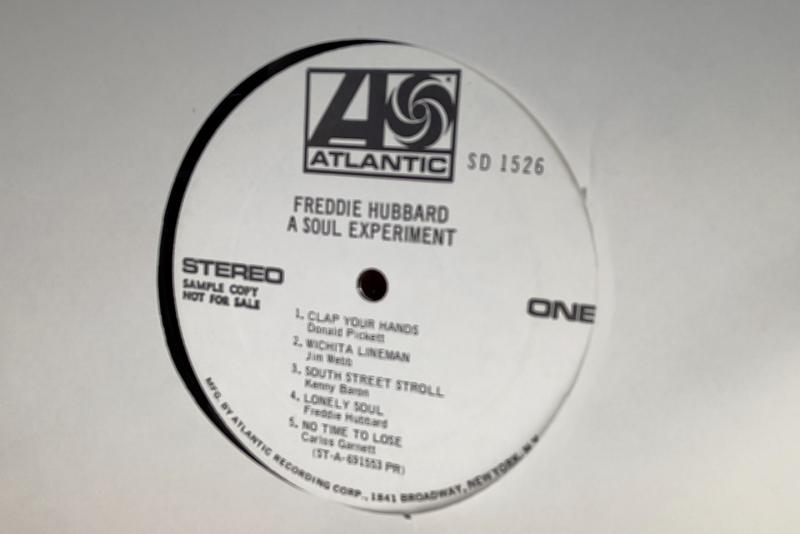 ATLANTIC
SD 1526
FREDDIE HUBBARD
A SOUL EXPERIMENT
STEREO
SAMPLE COPY
NOT FOR SALE
ONE
1. CLAP YOUR HANDS
Donald Pickett
2. WICHITA LINEMAN
Jim Webb
3. SOUTH STREET STROLL
Kenny Baron
4. LONELY SOUL
Freddie Hubbard
5. NO TIME TO LOSE
Carlos Garnett
(ST-A-691553 PR)
MFG. BY ATLANTIC RECORDING CORP., 1841 BROADWAY, NEW YORK, N.Y.